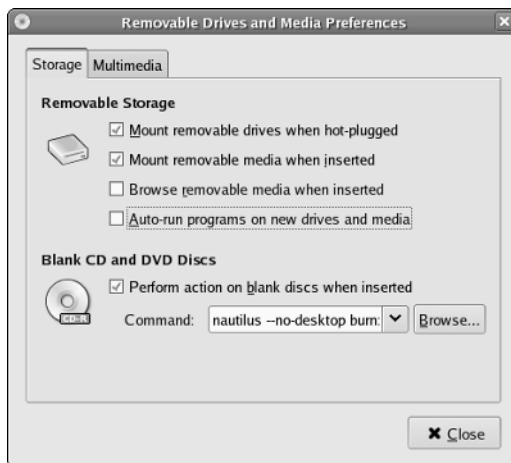 Removable Drives and Media Preferences
Storage
Multimedia
Removable Storage
Mount removable drives when hot-plugged
Mount removable media when inserted
Browse removable media when inserted
Auto-run programs on new drives and media
Blank CD and DVD Discs
Perform action on blank discs when inserted
CD-R
Command: nautilus --no-desktop burn: Browse...
Close